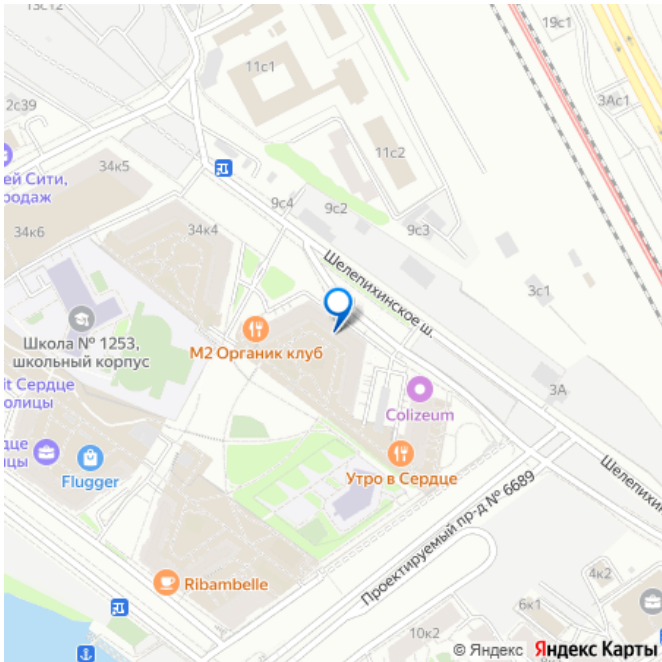 13с12
19с1
11с1
3Ас1
2с39
11с2
34к5
ей Сити,
родаж
9с4
9с2
34к6
34к4
9с3
Шелепихинское ш.
3с1
Школа № 1253,
школьный корпус
М2 Органик клуб
it Сердце
олицы
Colizeum
3А
дце
цы
Flugger
Утро в Сердце
Шелепихинс
Проектируемый пр-д № 6689
Ribambelle
4к2
6к1
10к2
© Яндекс Яндекс Карты